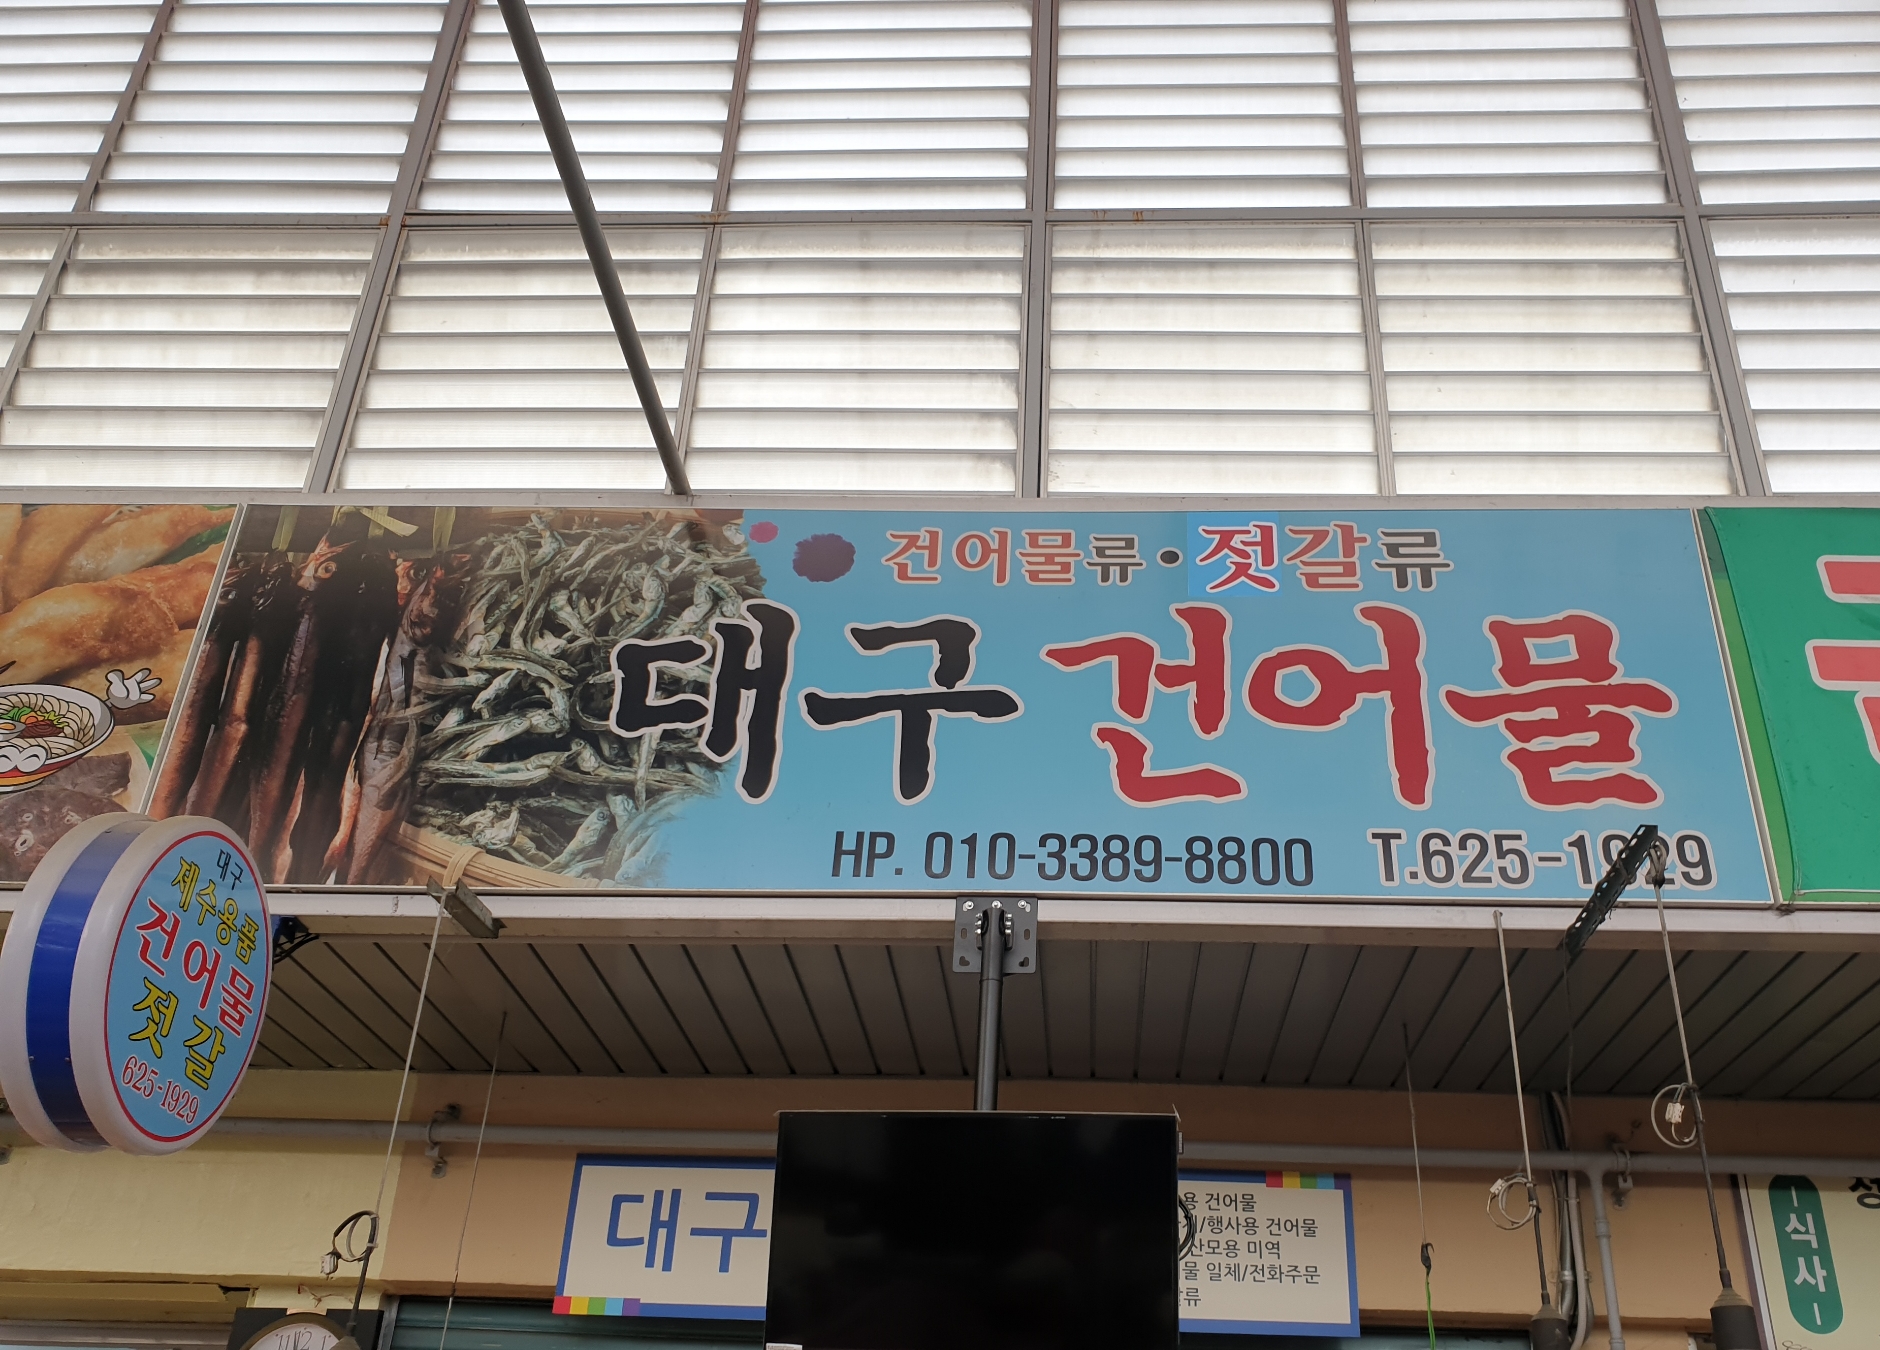 건어물류·젓갈류
대구 건어물
HP. 010-3389-8800 T.625-1929
대구
제수용품
건어물
젓갈
625-1929
대구
용 건어물
/행사용 건어물
산모용 미역
물 일체/전화주문
류
식사